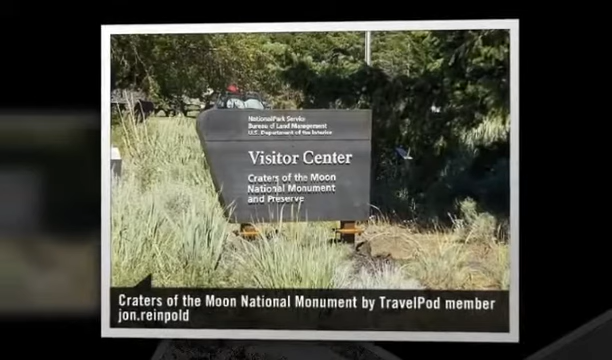 National Park Service
Bureau of Land Management
U.S. Department of the Interior
Visitor Center
Craters of the Moon
National Monument
and Preserve
Craters of the Moon National Monument by TravelPod member
jon.reinpold